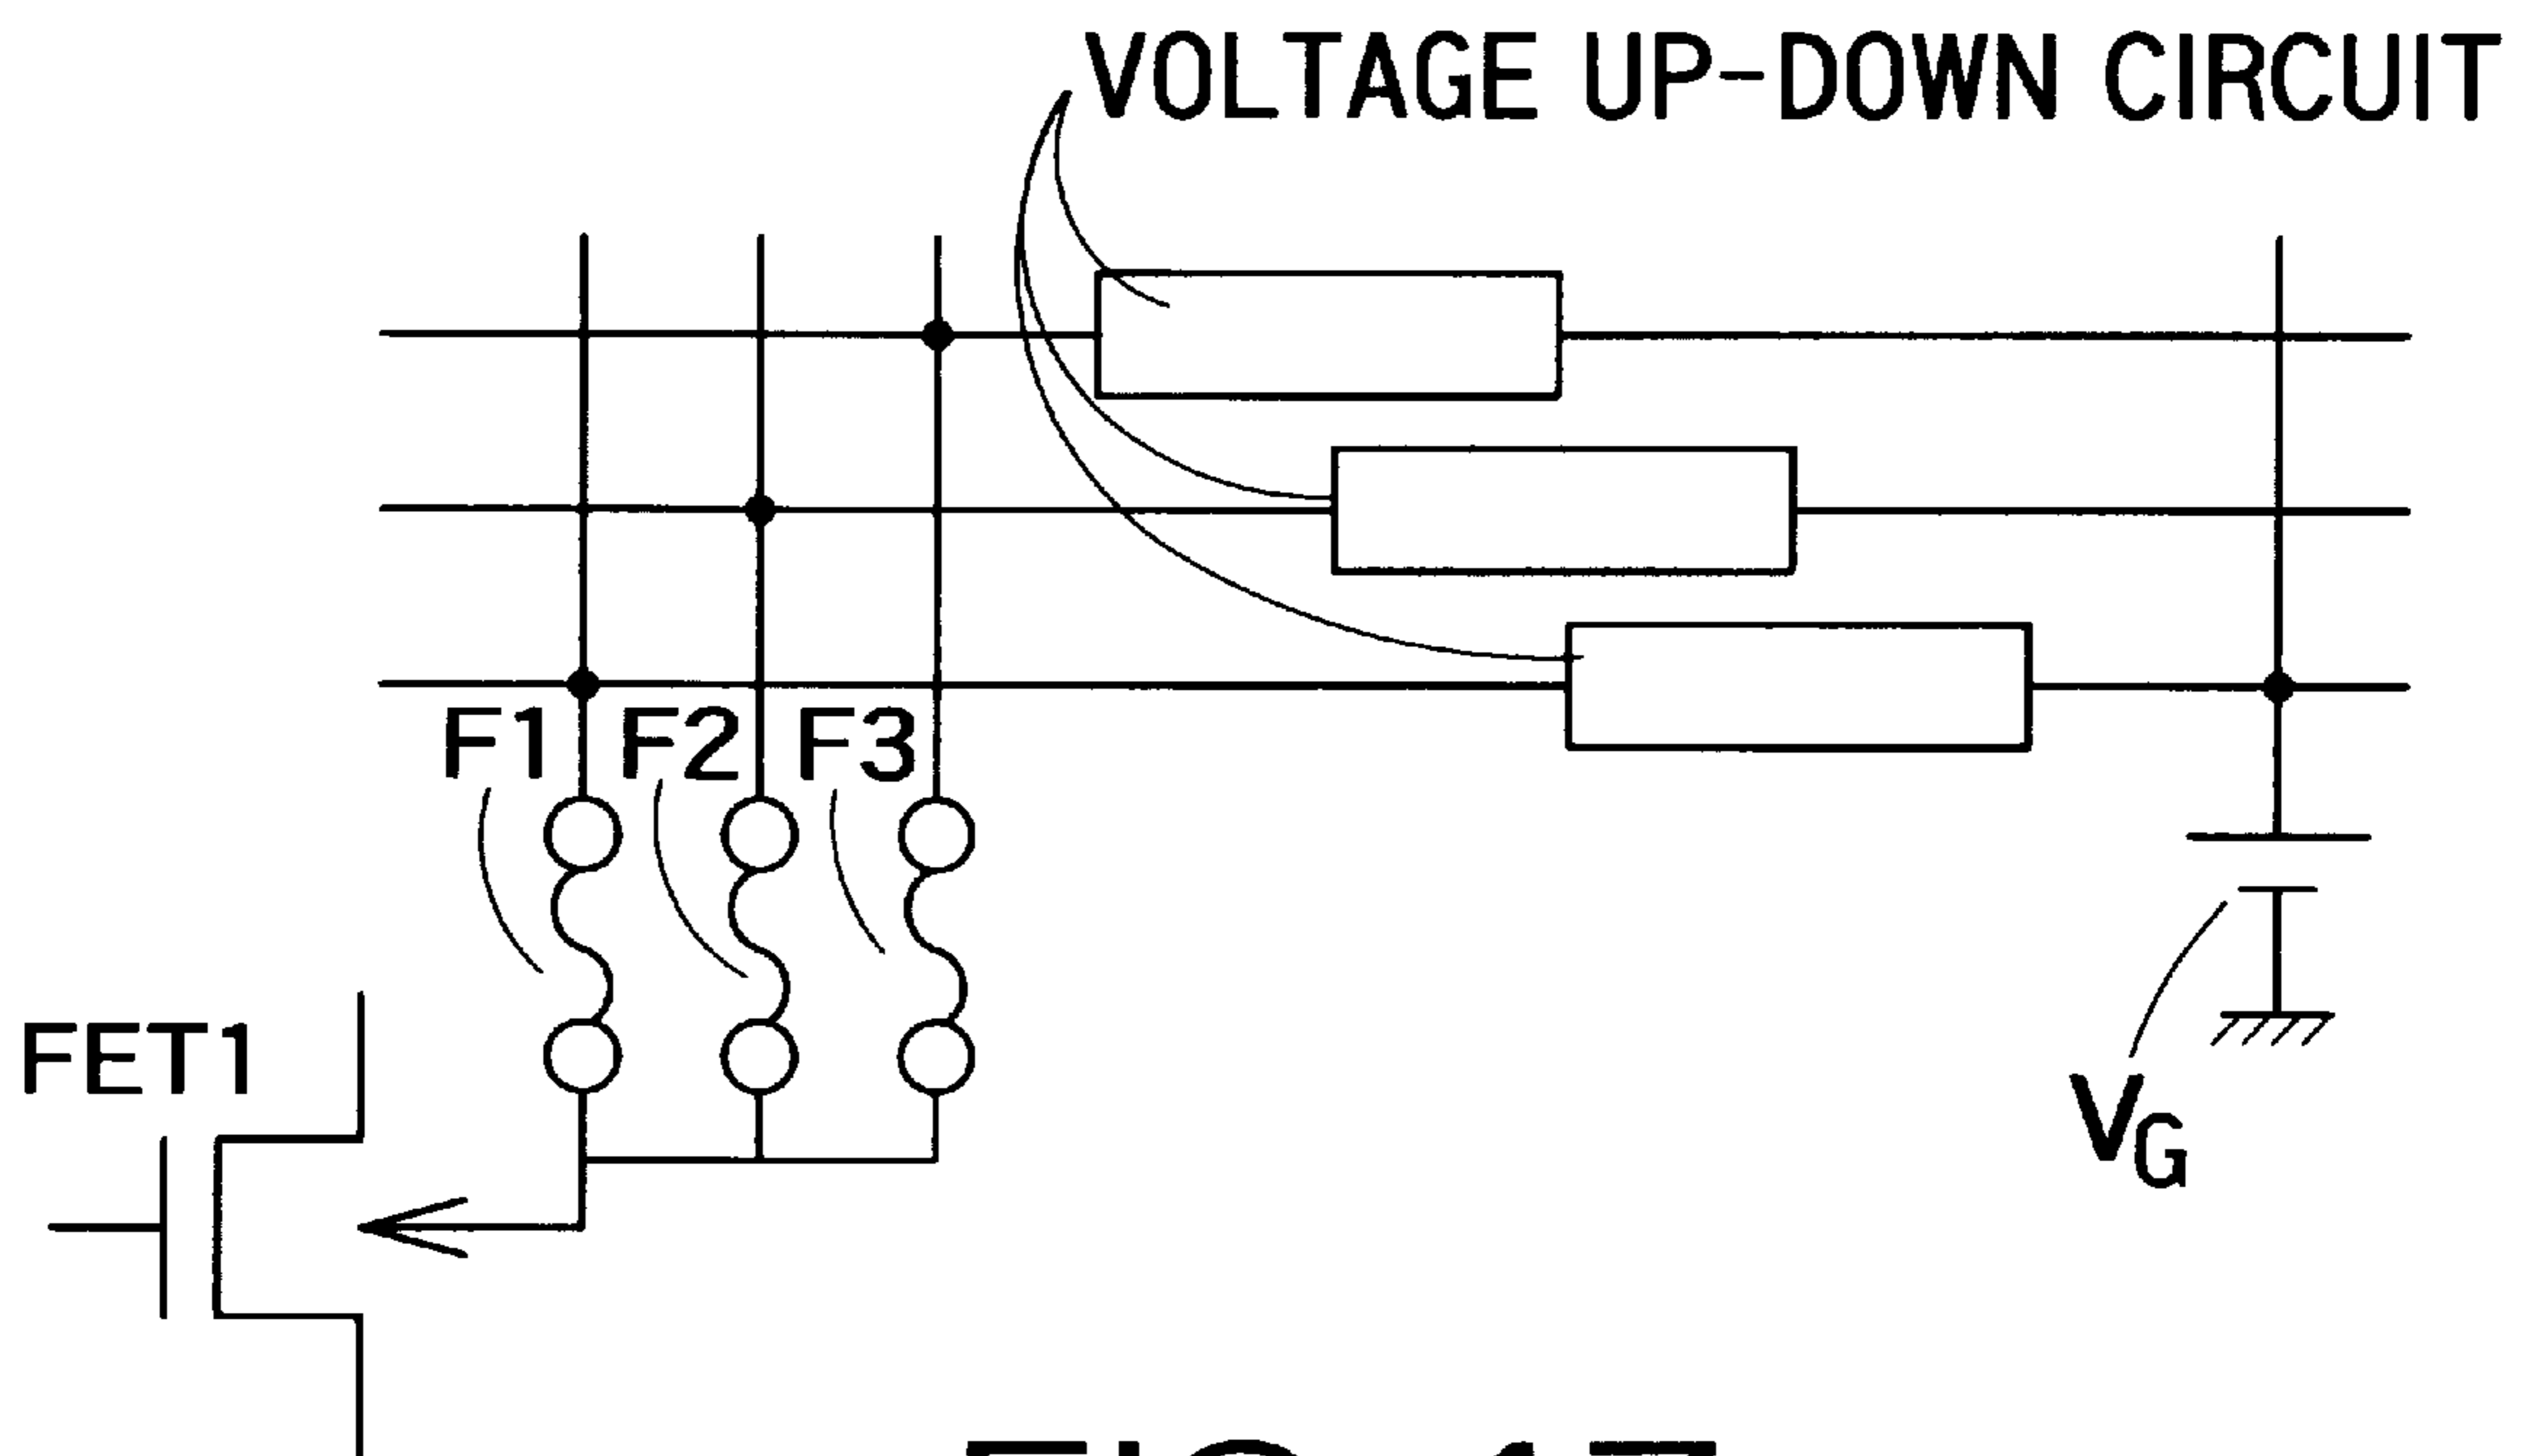 VOLTAGE UP-DOWN CIRCUIT
F1 F2 F3
FET1
VG